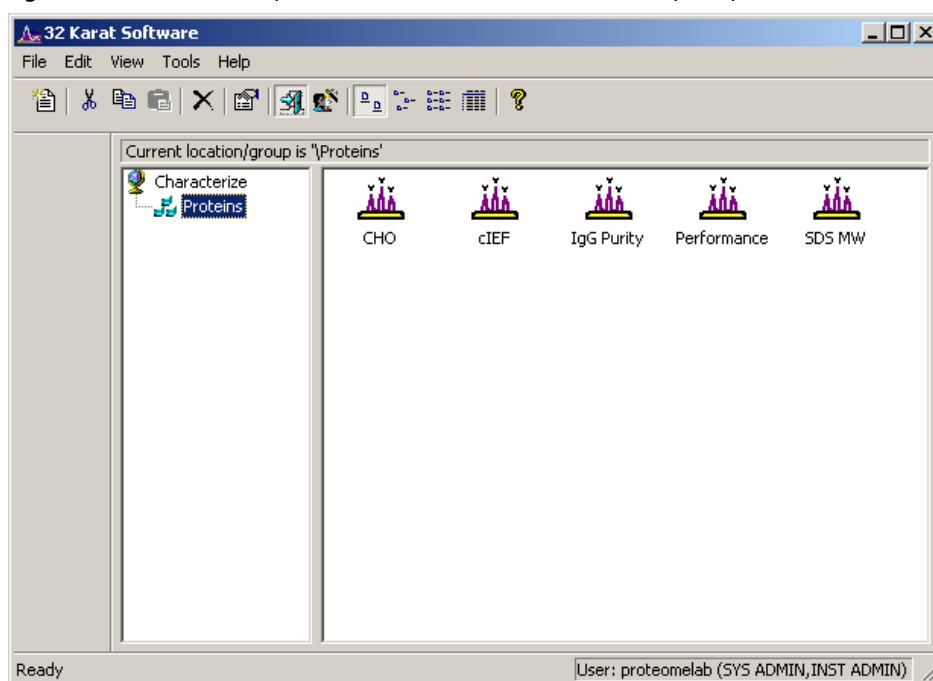 32 Karat Software
File Edit View Tools Help
Current location/group is '\Proteins'
Characterize
Proteins
CHO cIEF IgG Purity Performance SDS MW
Ready User: proteomelab (SYS ADMIN,INST ADMIN)